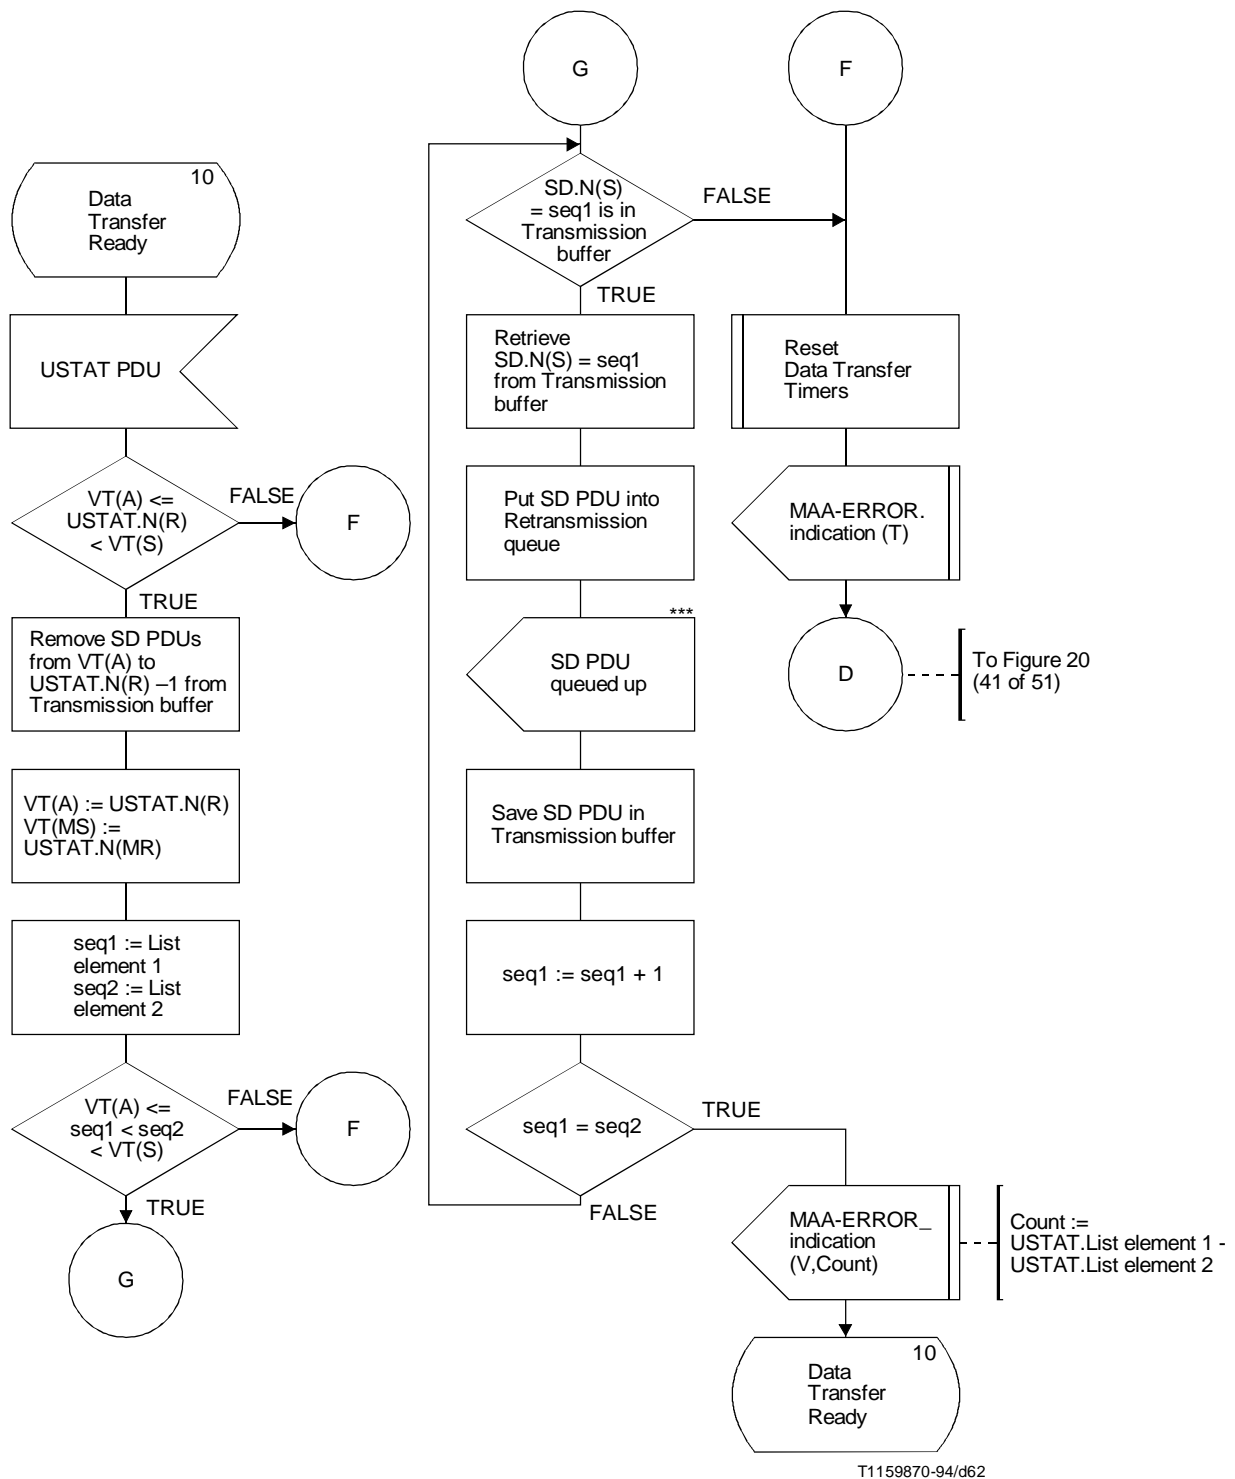 10
Data
Transfer
Ready
USTAT PDU
VT(A) <=
USTAT.N(R)
< VT(S)
FALSE
F
TRUE
Remove SD PDUs
from VT(A) to
USTAT.N(R) –1 from
Transmission buffer
VT(A) := USTAT.N(R)
VT(MS) :=
USTAT.N(MR)
seq1 := List
element 1
seq2 := List
element 2
VT(A) <=
seq1 < seq2
< VT(S)
FALSE
F
TRUE
G
G
SD.N(S)
= seq1 is in
Transmission
buffer
FALSE
TRUE
Retrieve
SD.N(S) = seq1
from Transmission
buffer
Put SD PDU into
Retransmission
queue
***
SD PDU
queued up
Save SD PDU in
Transmission buffer
seq1 := seq1 + 1
seq1 = seq2
TRUE
FALSE
F
Reset
Data Transfer
Timers
MAA-ERROR.
indication (T)
D
To Figure 20
(41 of 51)
MAA-ERROR_
indication
(V,Count)
Count :=
USTAT.List element 1 -
USTAT.List element 2
10
Data
Transfer
Ready
T1159870-94/d62